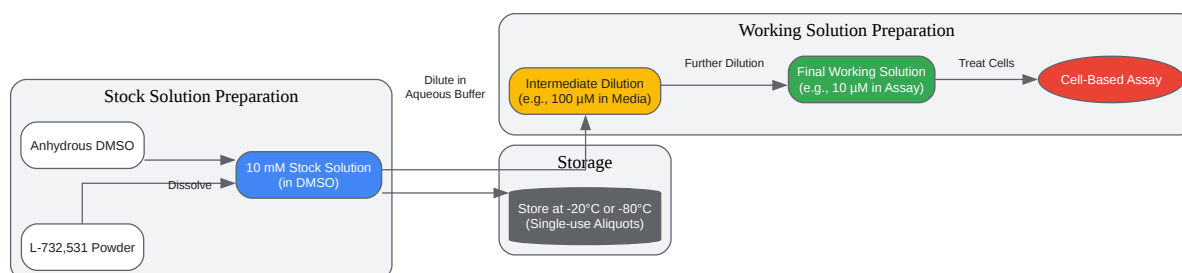 Stock Solution Preparation
Anhydrous DMSO
L-732,531 Powder
Dissolve
10 mM Stock Solution
(in DMSO)
Dilute in
Aqueous Buffer
Storage
Store at -20°C or -80°C
(Single-use Aliquots)
Working Solution Preparation
Intermediate Dilution
(e.g., 100 µM in Media)
Further Dilution
Final Working Solution
(e.g., 10 µM in Assay)
Treat Cells
Cell-Based Assay